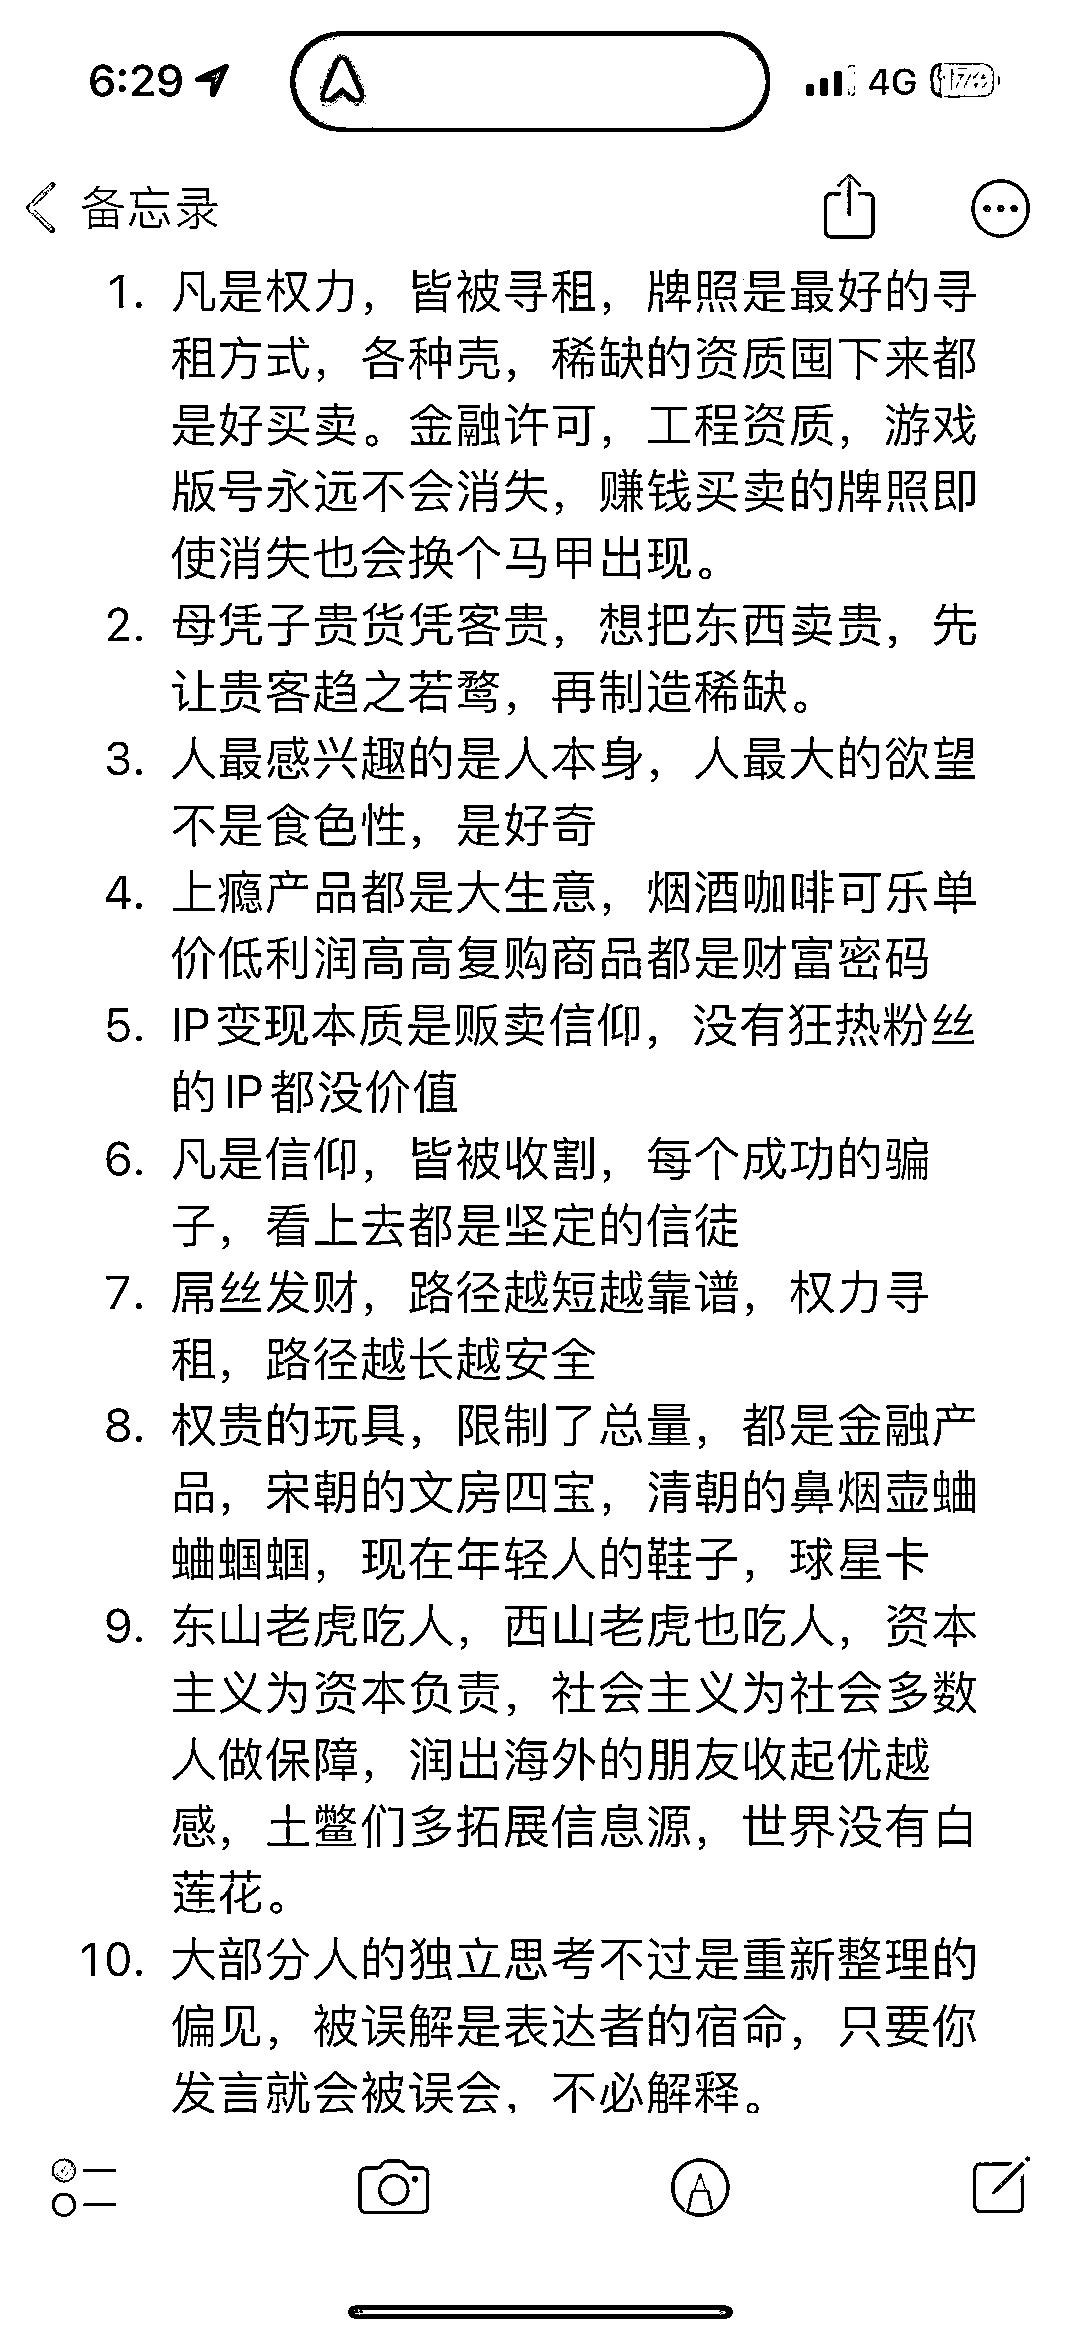 6:29
4G
备忘录
1. 凡是权力，皆被寻租，牌照是最好的寻
租方式，各种壳，稀缺的资质囤下来都
是好买卖。金融许可，工程资质，游戏
版号永远不会消失，赚钱买卖的牌照即
使消失也会换个马甲出现。
2. 母凭子贵货凭客贵，想把东西卖贵，先
让贵客趋之若鹜，再制造稀缺。
3. 人最感兴趣的是人本身，人最大的欲望
不是食色性，是好奇
4. 上瘾产品都是大生意，烟酒咖啡可乐单
价低利润高高复购商品都是财富密码
5. IP变现本质是贩卖信仰，没有狂热粉丝
的IP都没价值
6. 凡是信仰，皆被收割，每个成功的骗
子，看上去都是坚定的信徒
7. 屌丝发财，路径越短越靠谱，权力寻
租，路径越长越安全
8. 权贵的玩具，限制了总量，都是金融产
品，宋朝的文房四宝，清朝的鼻烟壶蛐
蛐蝈蝈，现在年轻人的鞋子，球星卡
9. 东山老虎吃人，西山老虎也吃人，资本
主义为资本负责，社会主义为社会多数
人做保障，润出海外的朋友收起优越
感，土鳖们多拓展信息源，世界没有白
莲花。
10. 大部分人的独立思考不过是重新整理的
偏见，被误解是表达者的宿命，只要你
发言就会被误会，不必解释。